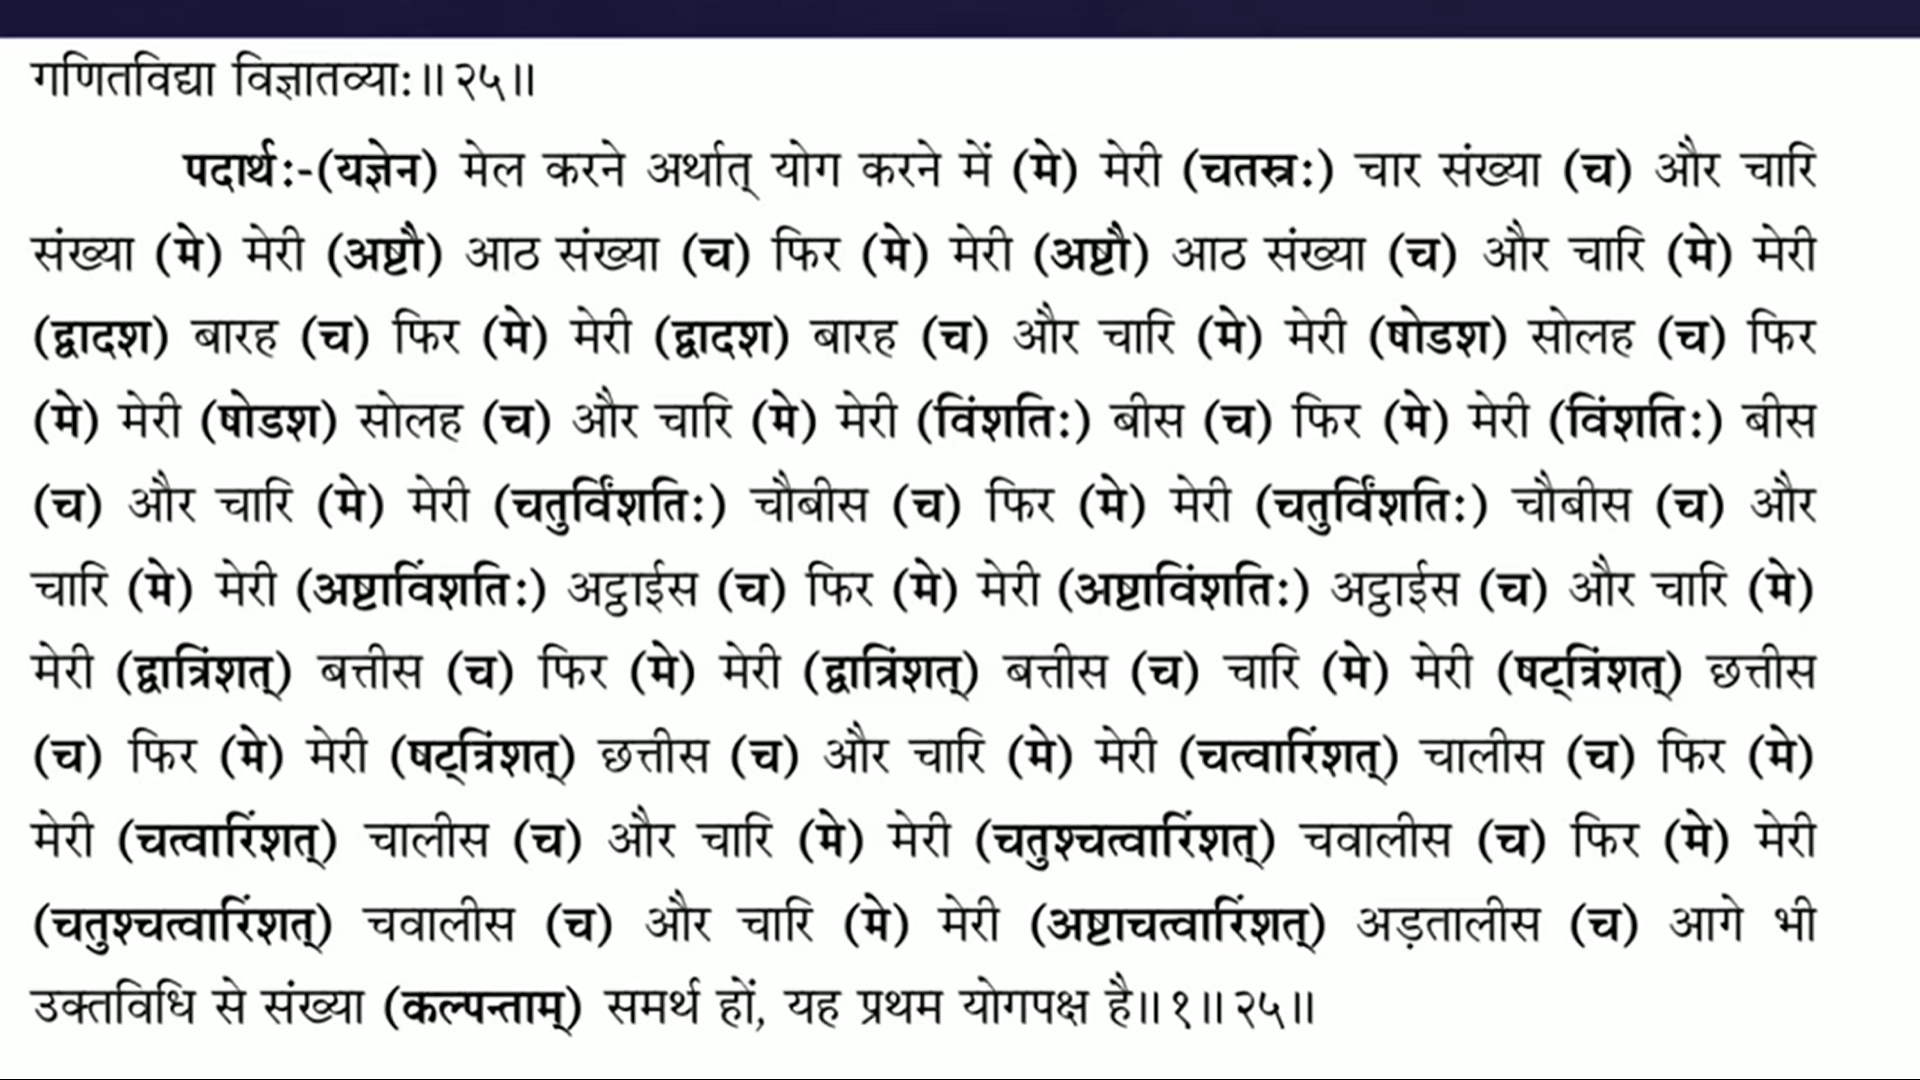 गणितविद्या विज्ञातव्याः॥२५॥
पदार्थः-(यज्ञेन) मेल करने अर्थात् योग करने में (मे) मेरी (चतस्रः) चार संख्या (च) और चारि
संख्या (मे) मेरी (अष्टौ) आठ संख्या (च) फिर (मे) मेरी (अष्टौ) आठ संख्या (च) और चारि (मे) मेरी
(द्वादश) बारह (च) फिर (मे) मेरी (द्वादश) बारह (च) और चारि (मे) मेरी (षोडश) सोलह (च) फिर
(मे) मेरी (षोडश) सोलह (च) और चारि (मे) मेरी (विंशतिः) बीस (च) फिर (मे) मेरी (विंशतिः) बीस
(च) और चारि (मे) मेरी (चतुर्विंशतिः) चौबीस (च) फिर (मे) मेरी (चतुर्विंशतिः) चौबीस (च) और
चारि (मे) मेरी (अष्टाविंशतिः) अट्ठाईस (च) फिर (मे) मेरी (अष्टाविंशतिः) अट्ठाईस (च) और चारि (मे)
मेरी (द्वात्रिंशत्) बत्तीस (च) फिर (मे) मेरी (द्वात्रिंशत्) बत्तीस (च) चारि (मे) मेरी (षट्त्रिंशत्) छत्तीस
(च) फिर (मे) मेरी (षट्त्रिंशत्) छत्तीस (च) और चारि (मे) मेरी (चत्वारिंशत्) चालीस (च) फिर (मे)
मेरी (चत्वारिंशत्) चालीस (च) और चारि (मे) मेरी (चतुश्चत्वारिंशत्) चवालीस (च) फिर (मे) मेरी
(चतुश्चत्वारिंशत्) चवालीस (च) और चारि (मे) मेरी (अष्टाचत्वारिंशत्) अड़तालीस (च) आगे भी
उक्तविधि से संख्या (कल्पन्ताम्) समर्थ हों, यह प्रथम योगपक्ष है॥१॥२५॥